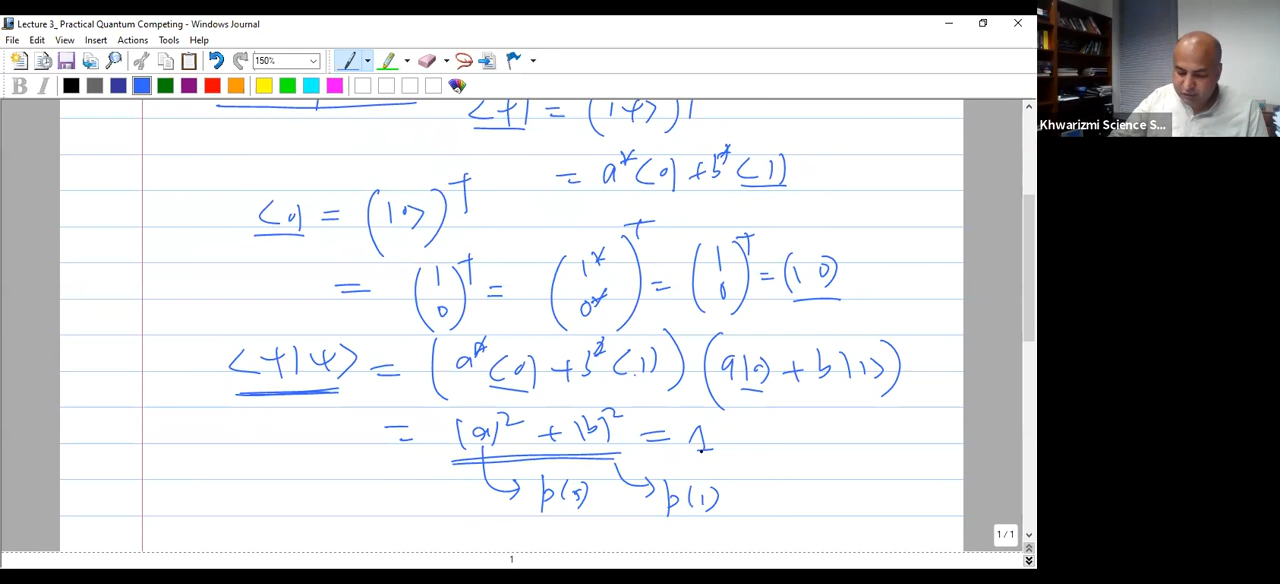 Lecture 3_ Practical Quantum Competing - Windows Journal
File Edit View Insert Actions Tools Help
150%
B I
Khwarizmi Science S...
⟨ψ| = (|ψ⟩)†
= a* ⟨0| + b* ⟨1|
⟨0| = (|0⟩)†
= (1 0)† = (1* 0*)ᵀ = (1 0)ᵀ = (1 0)
⟨ψ|ψ⟩ = (a* ⟨0| + b* ⟨1|) (a|0⟩ + b|1⟩)
= |a|² + |b|² = 1
p(0) p(1)
1 / 1
1